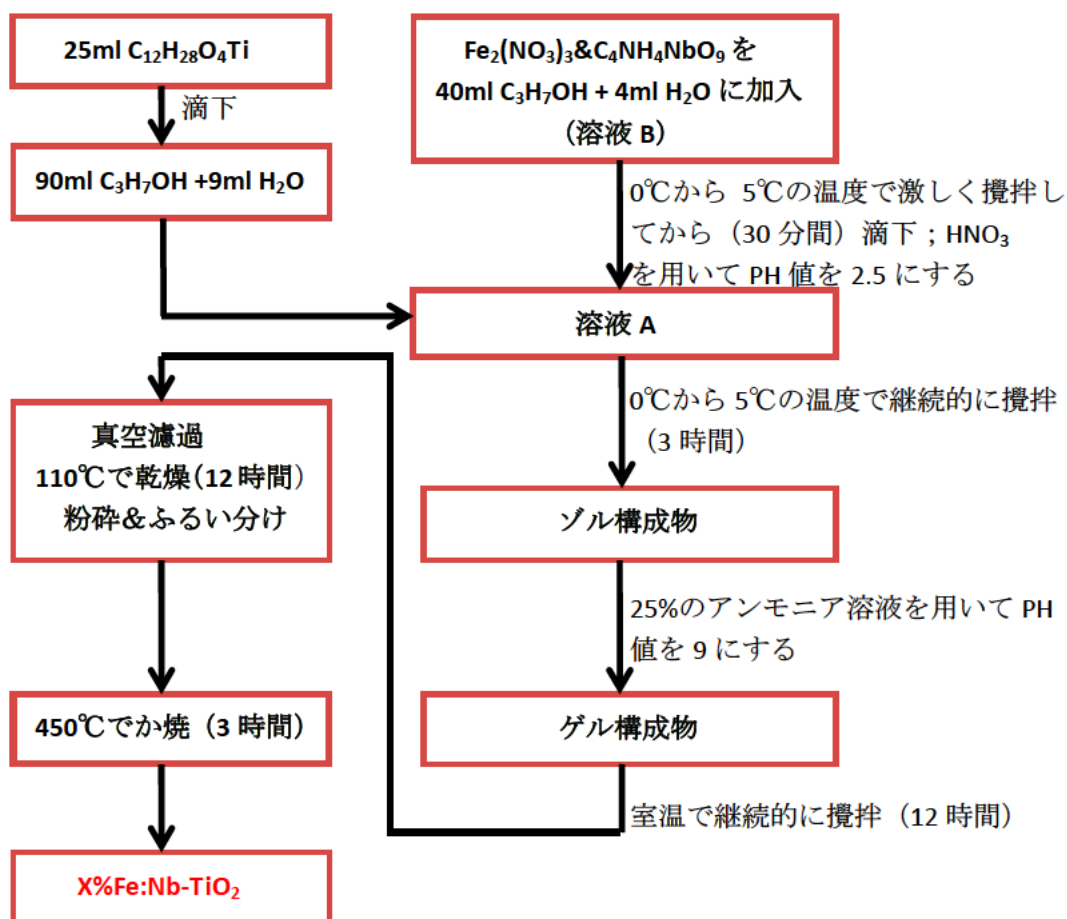 25ml C₁₂H₂₈O₄Ti
滴下
90ml C₃H₇OH +9ml H₂O
Fe₂(NO₃)₃&C₄NH₄NbO₉ を
40ml C₃H₇OH + 4ml H₂O に加入
(溶液 B)
0℃から 5℃の温度で激しく攪拌し
てから（30 分間）滴下；HNO₃
を用いて PH 値を 2.5 にする
溶液 A
0℃から 5℃の温度で継続的に攪拌
（3 時間）
ゾル構成物
25%のアンモニア溶液を用いて PH
値を 9 にする
ゲル構成物
室温で継続的に攪拌（12 時間）
真空濾過
110℃で乾燥(12 時間）
粉砕＆ふるい分け
450℃でか焼（3 時間）
X%Fe:Nb-TiO₂